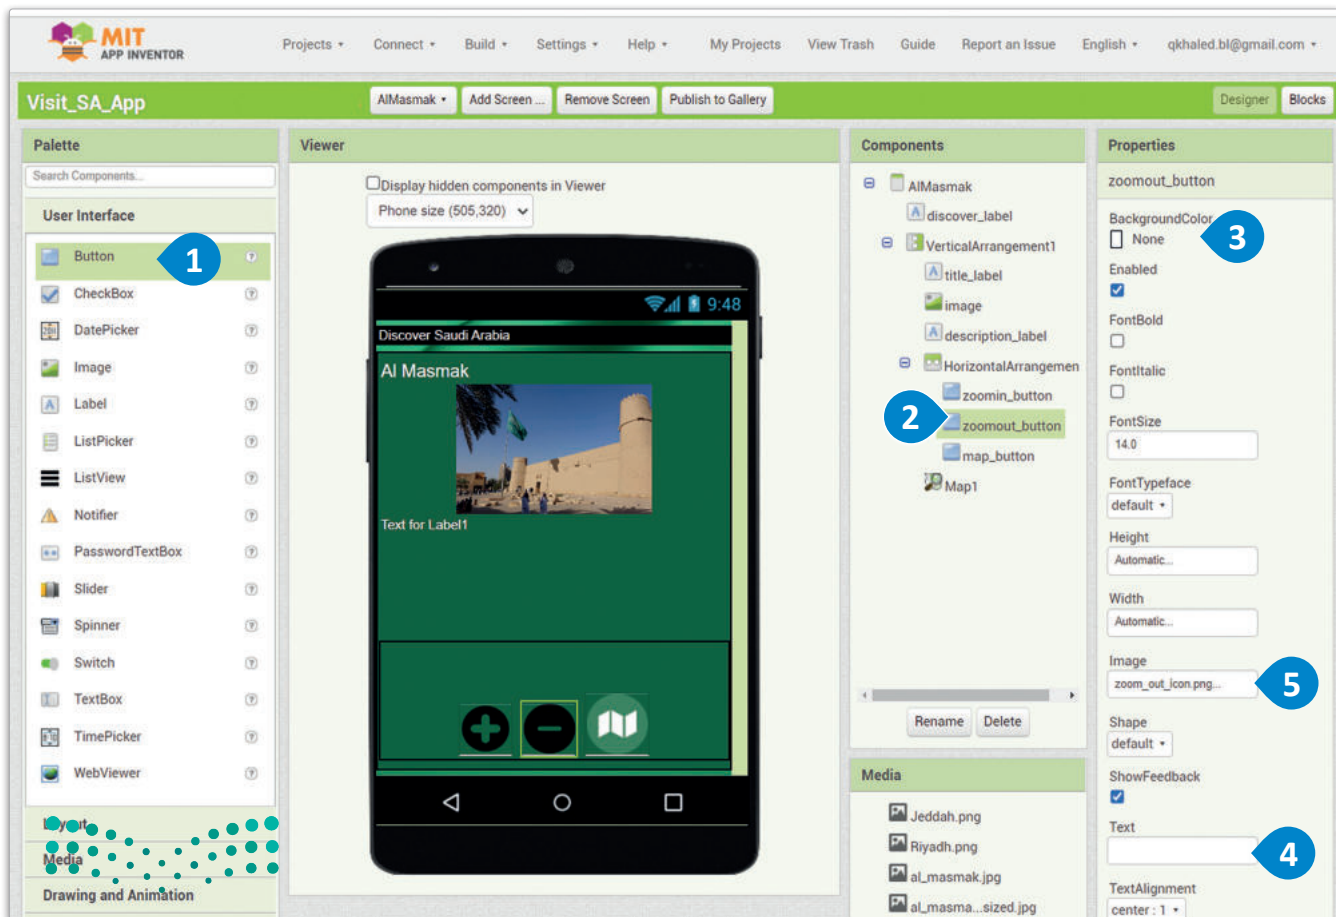 MIT
APP INVENTOR
Projects
Connect
Build
Settings
Help
My Projects
View Trash
Guide
Report an Issue
English
qkhaled.bl@gmail.com
Visit_SA_App
AlMasmak
Add Screen ...
Remove Screen
Publish to Gallery
Designer
Blocks
Palette
Search Components...
User Interface
Button
1
CheckBox
DatePicker
Image
Label
ListPicker
ListView
Notifier
PasswordTextBox
Slider
Spinner
Switch
TextBox
TimePicker
WebViewer
Layout
Media
Drawing and Animation
Viewer
Display hidden components in Viewer
Phone size (505,320)
9:48
Discover Saudi Arabia
Al Masmak
Text for Label1
Components
AlMasmak
discover_label
VerticalArrangement1
title_label
image
description_label
HorizontalArrangemen
zoomin_button
2
zoomout_button
map_button
Map1
Rename
Delete
Media
Jeddah.png
Riyadh.png
al_masmak.jpg
al_masma...sized.jpg
Properties
zoomout_button
BackgroundColor
None
3
Enabled
FontBold
FontItalic
FontSize
14.0
FontTypeface
default
Height
Automatic...
Width
Automatic...
Image
zoom_out_icon.png...
5
Shape
default
ShowFeedback
Text
4
TextAlignment
center : 1